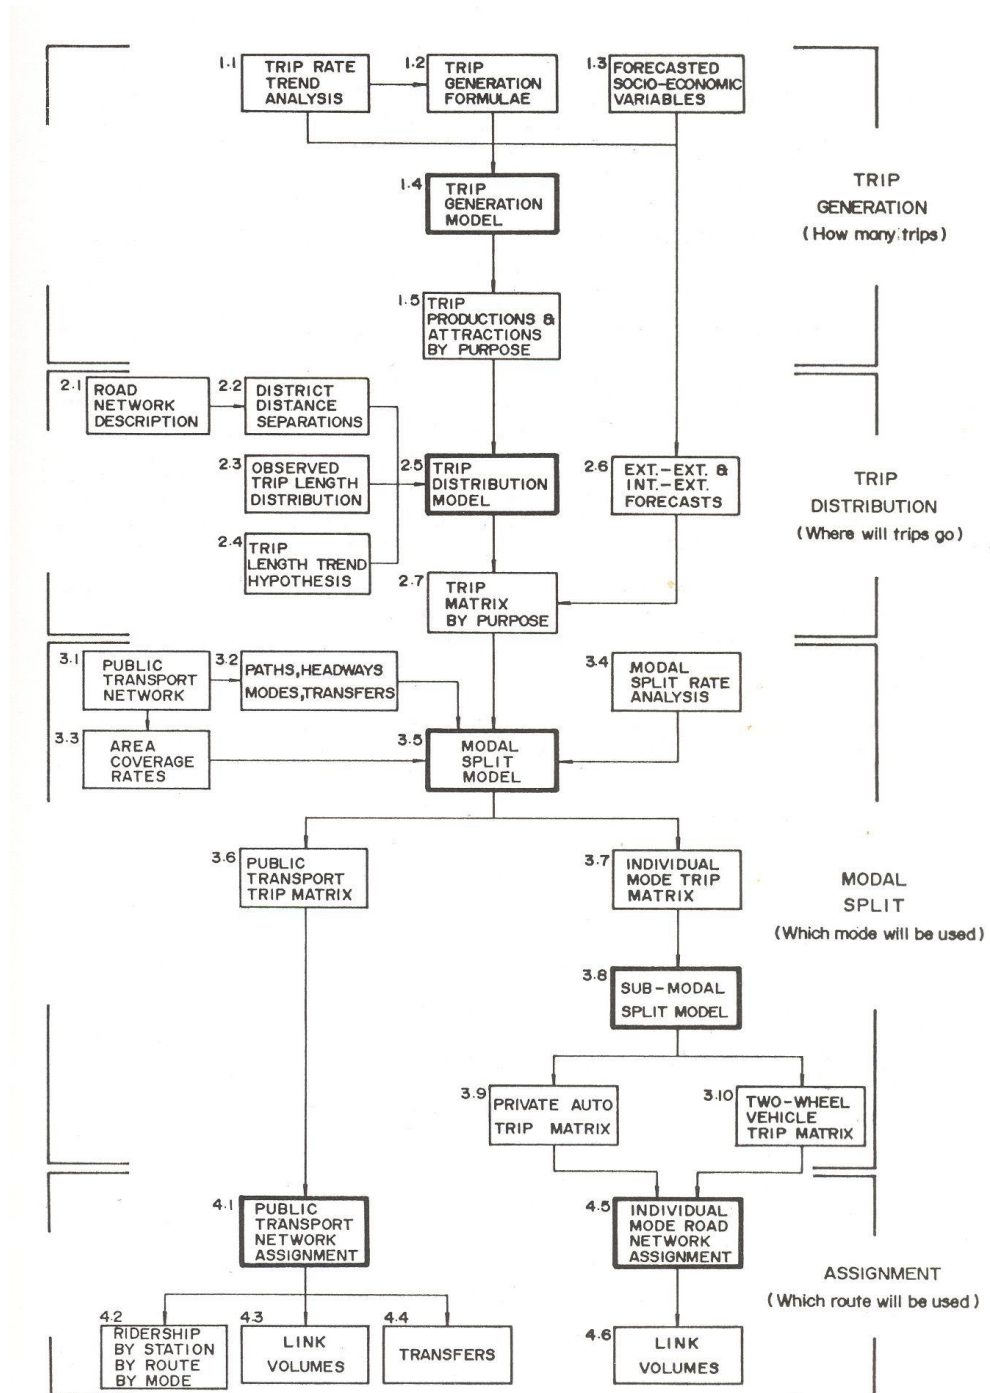 1.1
TRIP RATE
TREND
ANALYSIS
1.2
TRIP
GENERATION
FORMULAE
1.3
FORECASTED
SOCIO-ECONOMIC
VARIABLES
1.4
TRIP
GENERATION
MODEL
TRIP
GENERATION
(How many trips)
1.5
TRIP
PRODUCTIONS &
ATTRACTIONS
BY PURPOSE
2.1
ROAD
NETWORK
DESCRIPTION
2.2
DISTRICT
DISTANCE
SEPARATIONS
2.3
OBSERVED
TRIP LENGTH
DISTRIBUTION
2.4
TRIP
LENGTH TREND
HYPOTHESIS
2.5
TRIP
DISTRIBUTION
MODEL
2.6
EXT.-EXT. &
INT.-EXT.
FORECASTS
TRIP
DISTRIBUTION
(Where will trips go)
2.7
TRIP
MATRIX
BY PURPOSE
3.1
PUBLIC
TRANSPORT
NETWORK
3.2
PATHS, HEADWAYS
MODES, TRANSFERS
3.3
AREA
COVERAGE
RATES
3.4
MODAL
SPLIT RATE
ANALYSIS
3.5
MODAL
SPLIT
MODEL
3.6
PUBLIC
TRANSPORT
TRIP MATRIX
3.7
INDIVIDUAL
MODE TRIP
MATRIX
MODAL
SPLIT
(Which mode will be used)
3.8
SUB-MODAL
SPLIT MODEL
3.9
PRIVATE AUTO
TRIP MATRIX
3.10
TWO-WHEEL
VEHICLE
TRIP MATRIX
4.1
PUBLIC
TRANSPORT
NETWORK
ASSIGNMENT
4.5
INDIVIDUAL
MODE ROAD
NETWORK
ASSIGNMENT
ASSIGNMENT
(Which route will be used)
4.2
RIDERSHIP
BY STATION
BY ROUTE
BY MODE
4.3
LINK
VOLUMES
4.4
TRANSFERS
4.6
LINK
VOLUMES